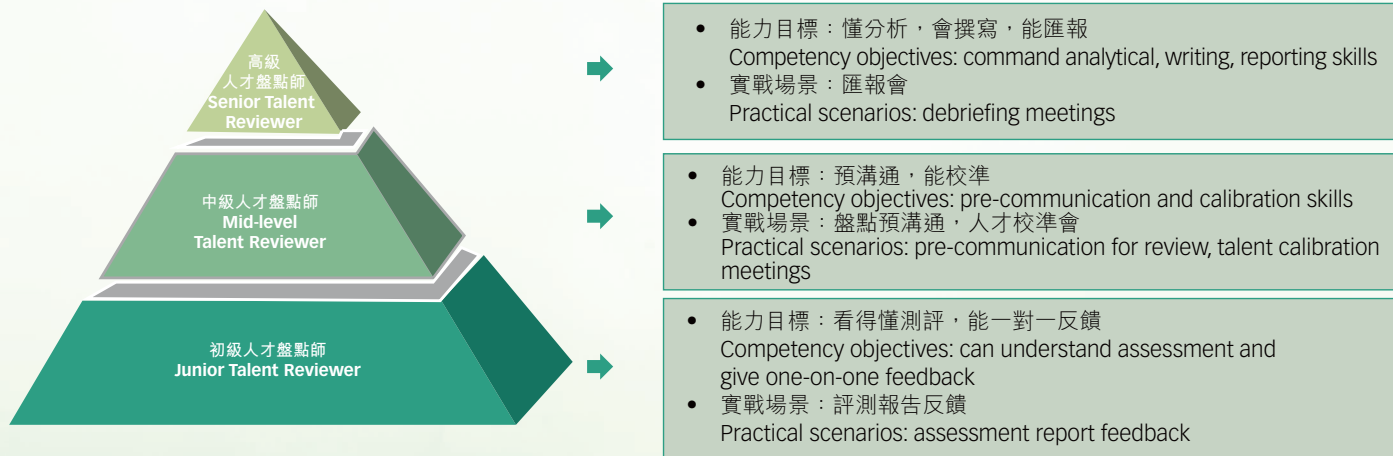 高級
人才盤點師
Senior Talent
Reviewer
• 能力目標：懂分析，會撰寫，能匯報
Competency objectives: command analytical, writing, reporting skills
• 實戰場景：匯報會
Practical scenarios: debriefing meetings
中級人才盤點師
Mid-level
Talent Reviewer
• 能力目標：預溝通，能校準
Competency objectives: pre-communication and calibration skills
• 實戰場景：盤點預溝通，人才校準會
Practical scenarios: pre-communication for review, talent calibration
meetings
初級人才盤點師
Junior Talent Reviewer
• 能力目標：看得懂測評，能一對一反饋
Competency objectives: can understand assessment and
give one-on-one feedback
• 實戰場景：評測報告反饋
Practical scenarios: assessment report feedback